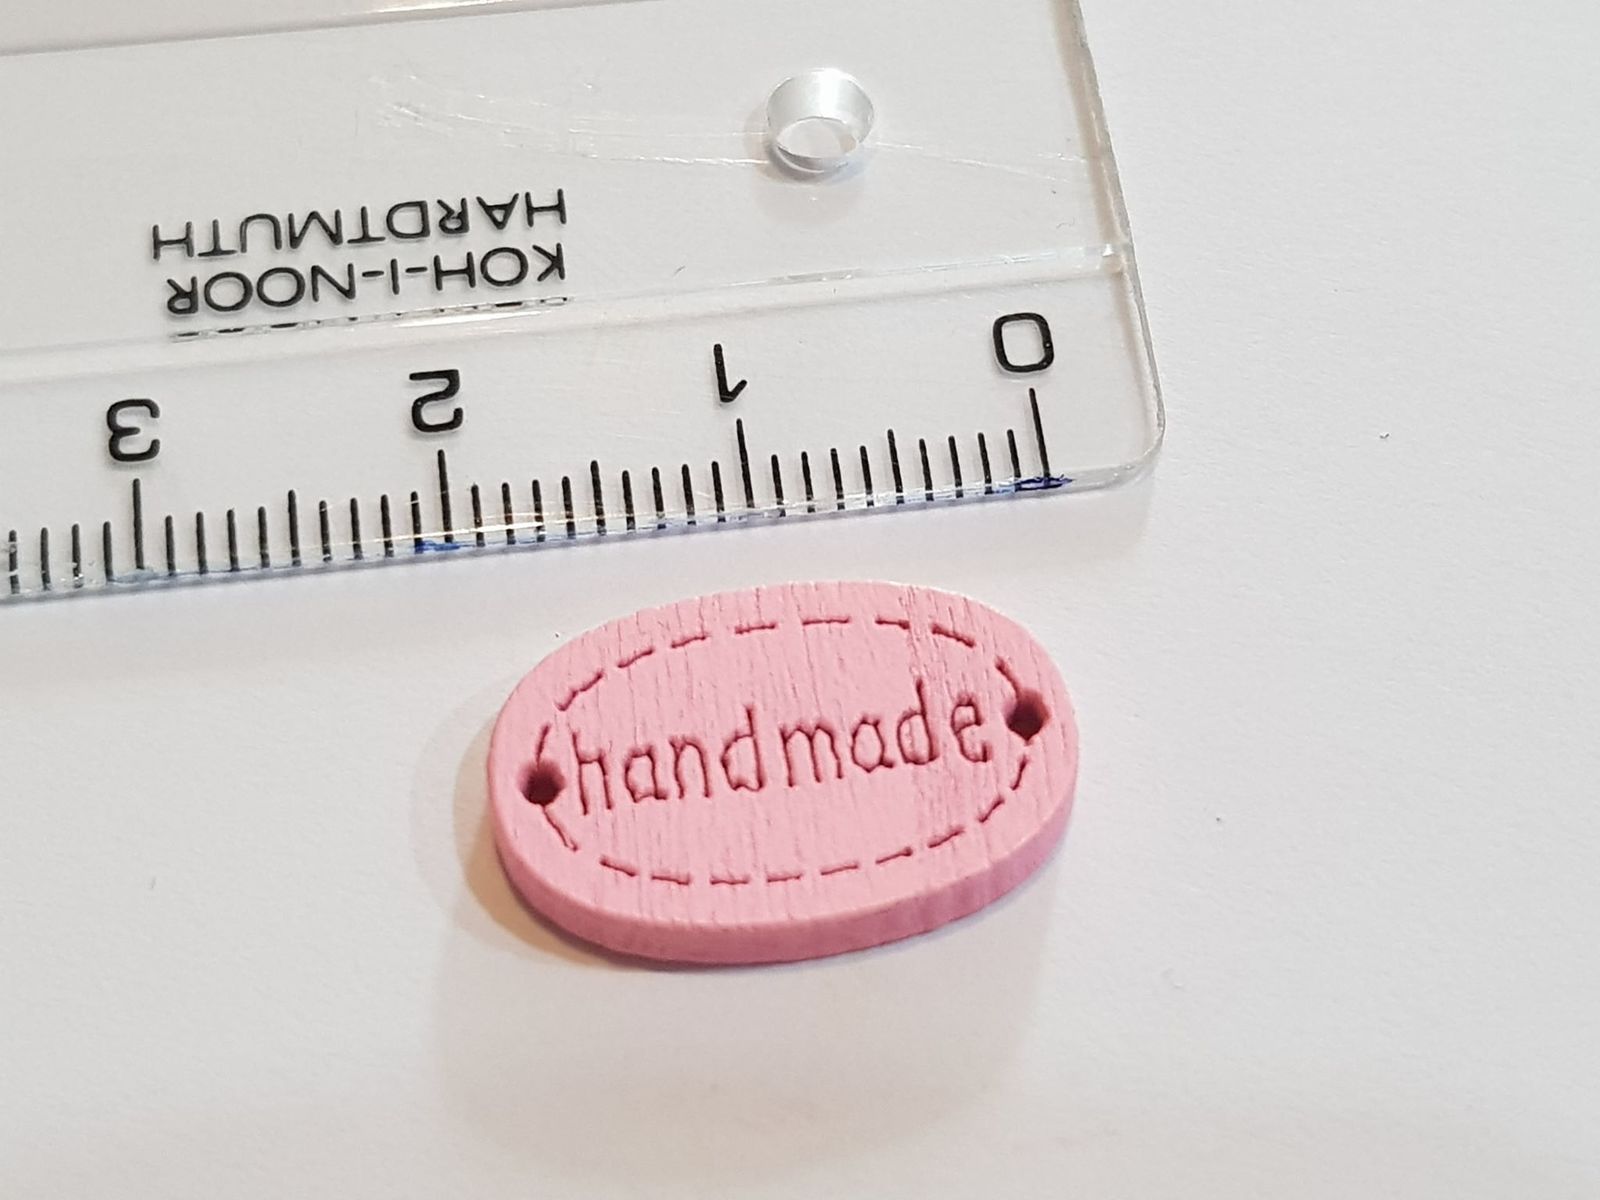 KOH-I-NOOR
HARDTMUTH
0 1 2 3
handmade